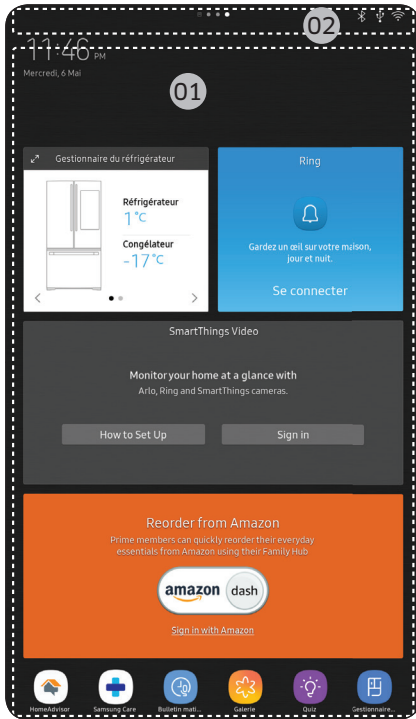 02
11:46 PM
Mercredi, 6 Mai
01
Gestionnaire du réfrigérateur
Réfrigérateur
1°C
Congélateur
-17°C
Ring
Gardez un œil sur votre maison,
jour et nuit.
Se connecter
SmartThings Video
Monitor your home at a glance with
Arlo, Ring and SmartThings cameras.
How to Set Up
Sign in
Reorder from Amazon
Prime members can quickly reorder their everyday
essentials from Amazon using their Family Hub
amazon dash
Sign in with Amazon
HomeAdvisor
Samsung Care
Bulletin mati...
Galerie
Quiz
Gestionnaire...